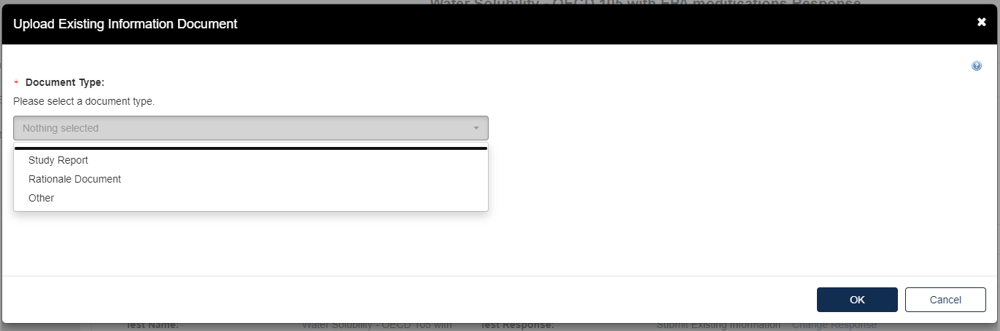 Water Solubility - OECD 105 with EPA modifications Response
Upload Existing Information Document
* Document Type:
Please select a document type.
Nothing selected
Study Report
Rationale Document
Other
OK Cancel
Test Name: Water Solubility - OECD 105 with Test Response: Submit Existing Information Change Response